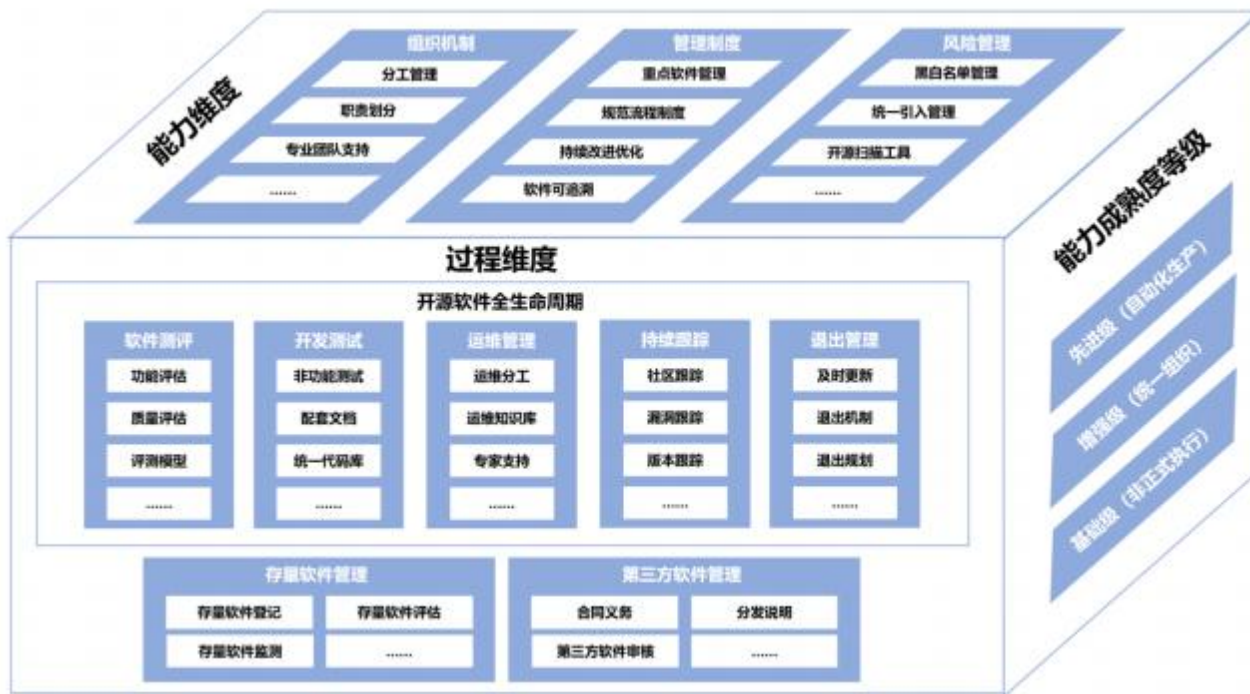 能力维度
组织机制
分工管理
职责划分
专业团队支持
……
管理制度
重点软件管理
规范流程制度
持续改进优化
软件可追溯
风险管理
黑白名单管理
统一引入管理
开源扫描工具
……
能力成熟度等级
先进级（自动化生产）
增强级（统一组织）
基础级（非正式执行）
过程维度
开源软件全生命周期
软件测评
功能评估
质量评估
评测模型
……
开发测试
非功能测试
配套文档
统一代码库
……
运维管理
运维分工
运维知识库
专家支持
……
持续跟踪
社区跟踪
漏洞跟踪
版本跟踪
……
退出管理
及时更新
退出机制
退出规划
……
存量软件管理
存量软件登记
存量软件评估
存量软件监测
……
第三方软件管理
合同义务
分发说明
第三方软件审核
……